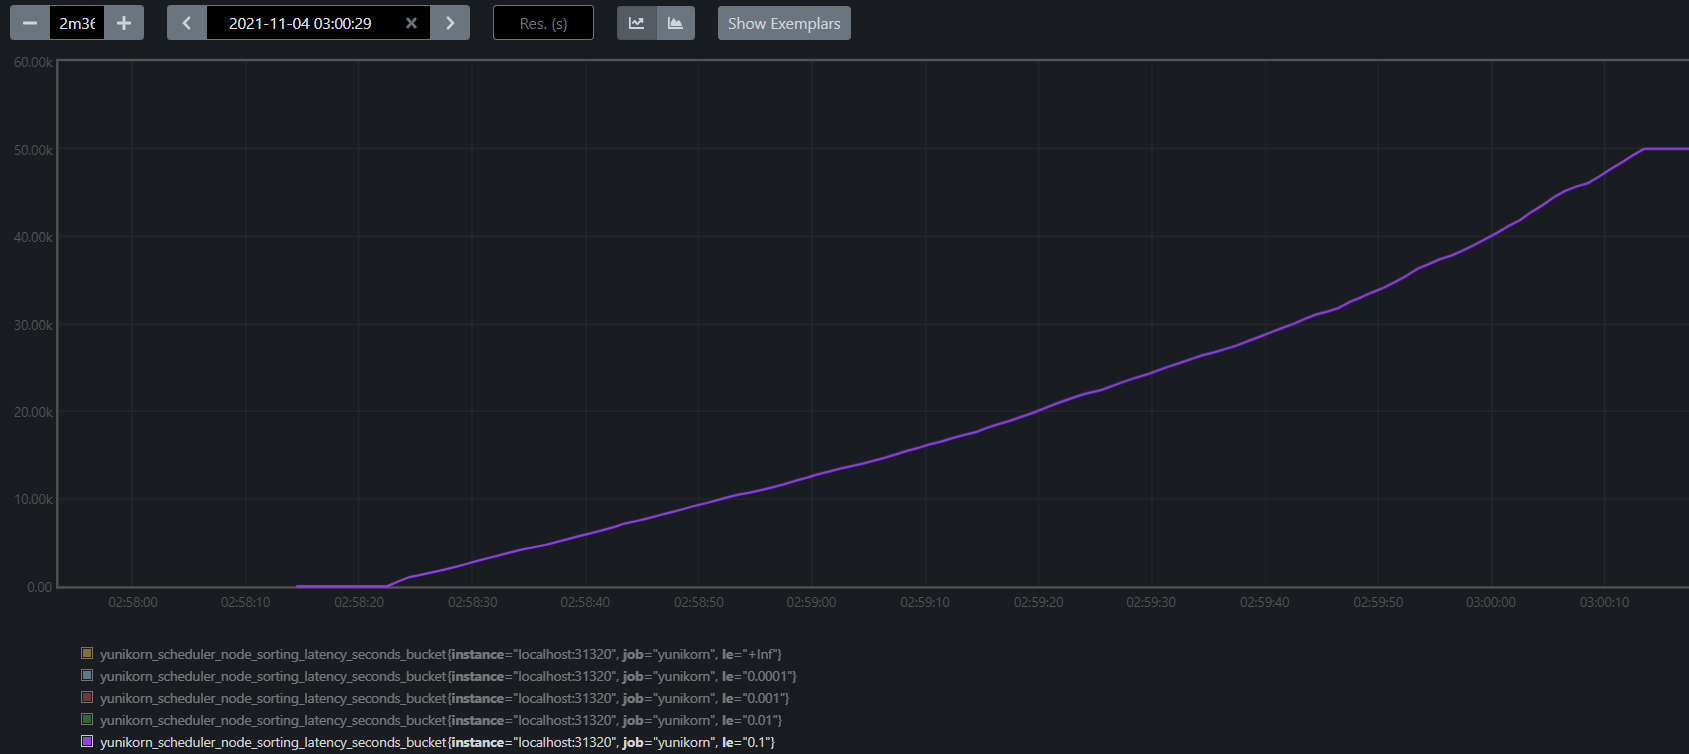 2m36 2021-11-04 03:00:29 Res. (s) Show Exemplars
60.00k
50.00k
40.00k
30.00k
20.00k
10.00k
0.00
02:58:00 02:58:10 02:58:20 02:58:30 02:58:40 02:58:50 02:59:00 02:59:10 02:59:20 02:59:30 02:59:40 02:59:50 03:00:00 03:00:10
yunikorn_scheduler_node_sorting_latency_seconds_bucket{instance="localhost:31320", job="yunikorn", le="+Inf"}
yunikorn_scheduler_node_sorting_latency_seconds_bucket{instance="localhost:31320", job="yunikorn", le="0.0001"}
yunikorn_scheduler_node_sorting_latency_seconds_bucket{instance="localhost:31320", job="yunikorn", le="0.001"}
yunikorn_scheduler_node_sorting_latency_seconds_bucket{instance="localhost:31320", job="yunikorn", le="0.01"}
yunikorn_scheduler_node_sorting_latency_seconds_bucket{instance="localhost:31320", job="yunikorn", le="0.1"}